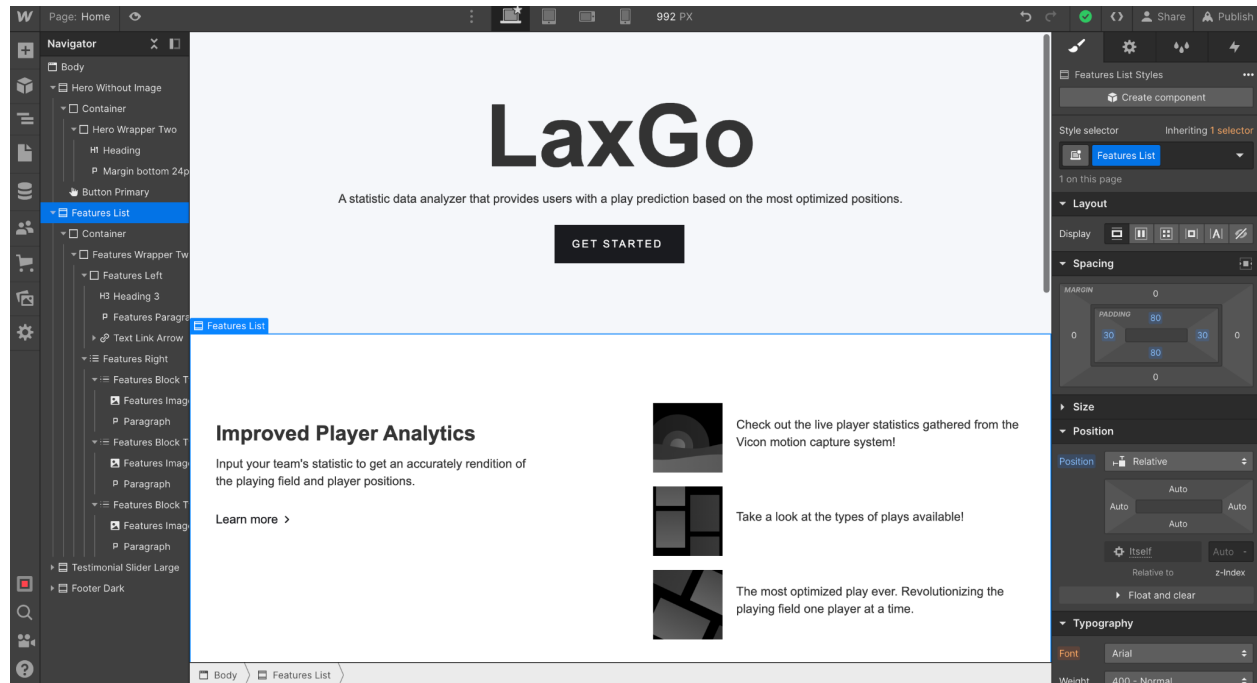 Page: Home
992 PX
Share
Publish
Navigator
Body
Hero Without Image
Container
Hero Wrapper Two
H1 Heading
P Margin bottom 24p
Button Primary
Features List
Container
Features Wrapper Tw
Features Left
H3 Heading 3
P Features Paragra
Text Link Arrow
Features Right
Features Block T
Features Imag
P Paragraph
Features Block T
Features Imag
P Paragraph
Features Block T
Features Imag
P Paragraph
Testimonial Slider Large
Footer Dark
LaxGo
A statistic data analyzer that provides users with a play prediction based on the most optimized positions.
GET STARTED
Features List
Improved Player Analytics
Input your team's statistic to get an accurately rendition of
the playing field and player positions.
Learn more >
Check out the live player statistics gathered from the
Vicon motion capture system!
Take a look at the types of plays available!
The most optimized play ever. Revolutionizing the
playing field one player at a time.
Body
Features List
Features List Styles
Create component
Style selector
Inheriting 1 selector
Features List
1 on this page
Layout
Display
Spacing
MARGIN
0
PADDING
80
0
30
30
0
80
0
Size
Position
Position
Relative
Auto
Auto
Auto
Auto
Itself
Auto
Relative to
z-Index
Float and clear
Typography
Font
Arial
Weight
400 - Normal